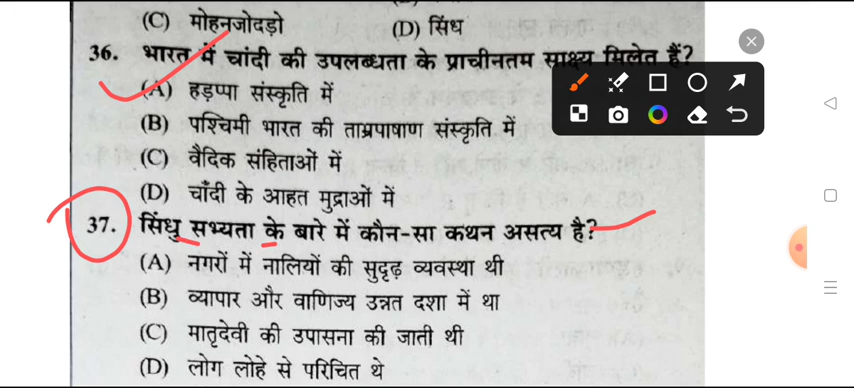 (C) मोहनजोदड़ो (D) सिंध
36. भारत में चांदी की उपलब्धता के प्राचीनतम साक्ष्य मिलेत हैं?
(A) हड़प्पा संस्कृति में
(B) पश्चिमी भारत की ताम्रपाषाण संस्कृति में
(C) वैदिक संहिताओं में
(D) चाँदी के आहत मुद्राओं में
37. सिंधु सभ्यता के बारे में कौन-सा कथन असत्य है?
(A) नगरों में नालियों की सुदृढ़ व्यवस्था थी
(B) व्यापार और वाणिज्य उन्नत दशा में था
(C) मातृदेवी की उपासना की जाती थी
(D) लोग लोहे से परिचित थे